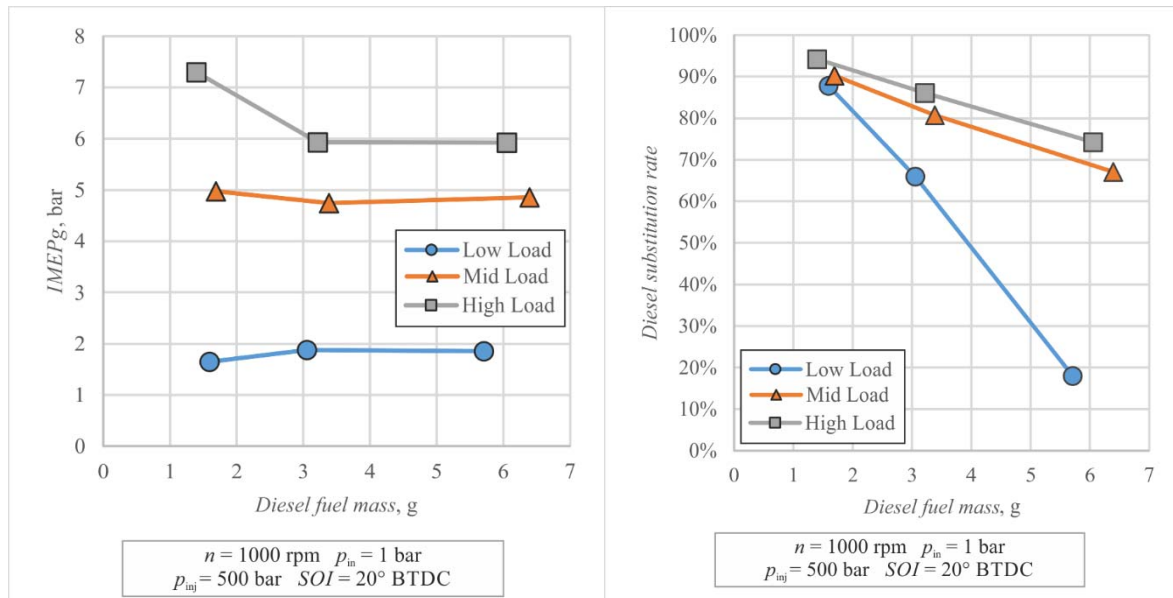 8
7
6
5
4
3
2
1
0
IMEPg, bar
0 1 2 3 4 5 6 7
Diesel fuel mass, g
Low Load
Mid Load
High Load
n = 1000 rpm p_in = 1 bar
p_inj = 500 bar SOI = 20° BTDC
100%
90%
80%
70%
60%
50%
40%
30%
20%
10%
0%
Diesel substitution rate
0 1 2 3 4 5 6 7
Diesel fuel mass, g
Low Load
Mid Load
High Load
n = 1000 rpm p_in = 1 bar
p_inj = 500 bar SOI = 20° BTDC